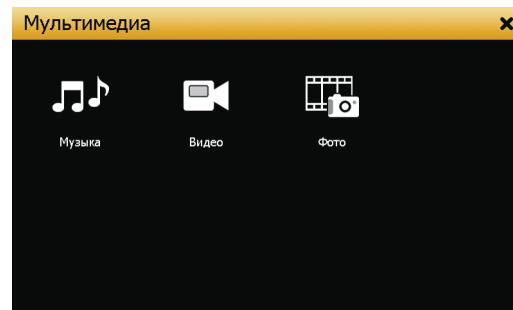 Мультимедиа
Музыка Видео Фото